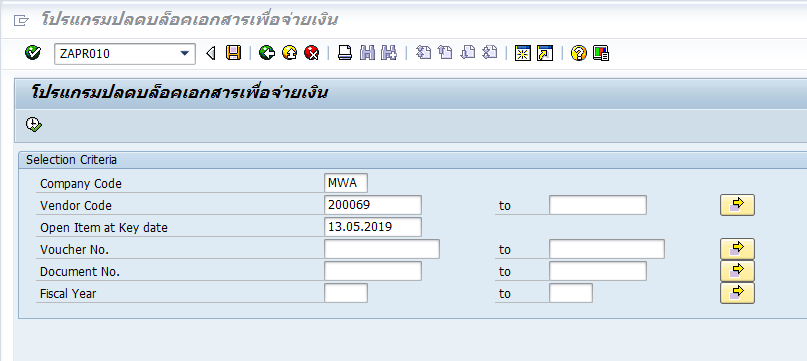 โปรแกรมปลดบล็อคเอกสารเพื่อจ่ายเงิน
ZAPR010
โปรแกรมปลดบล็อคเอกสารเพื่อจ่ายเงิน
Selection Criteria
Company Code MWA
Vendor Code 200069 to
Open Item at Key date 13.05.2019
Voucher No. to
Document No. to
Fiscal Year to